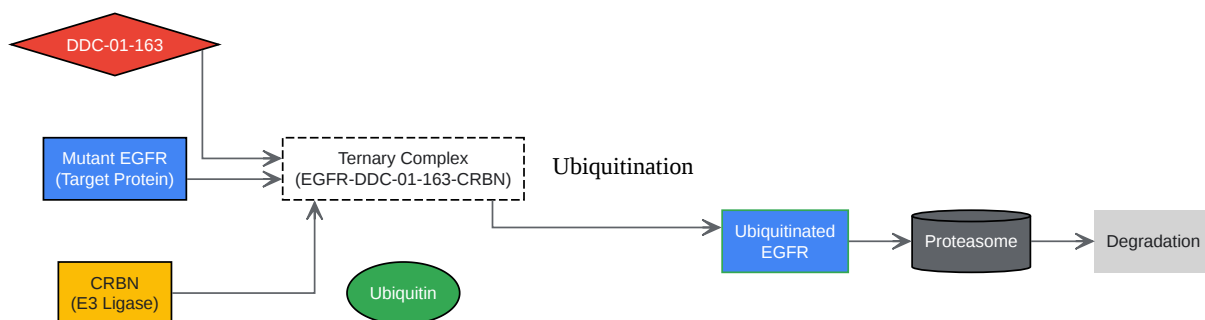 DDC-01-163
Mutant EGFR
(Target Protein)
Ternary Complex
(EGFR-DDC-01-163-CRBN)
Ubiquitination
Ubiquitinated
EGFR
Proteasome
Degradation
CRBN
(E3 Ligase)
Ubiquitin